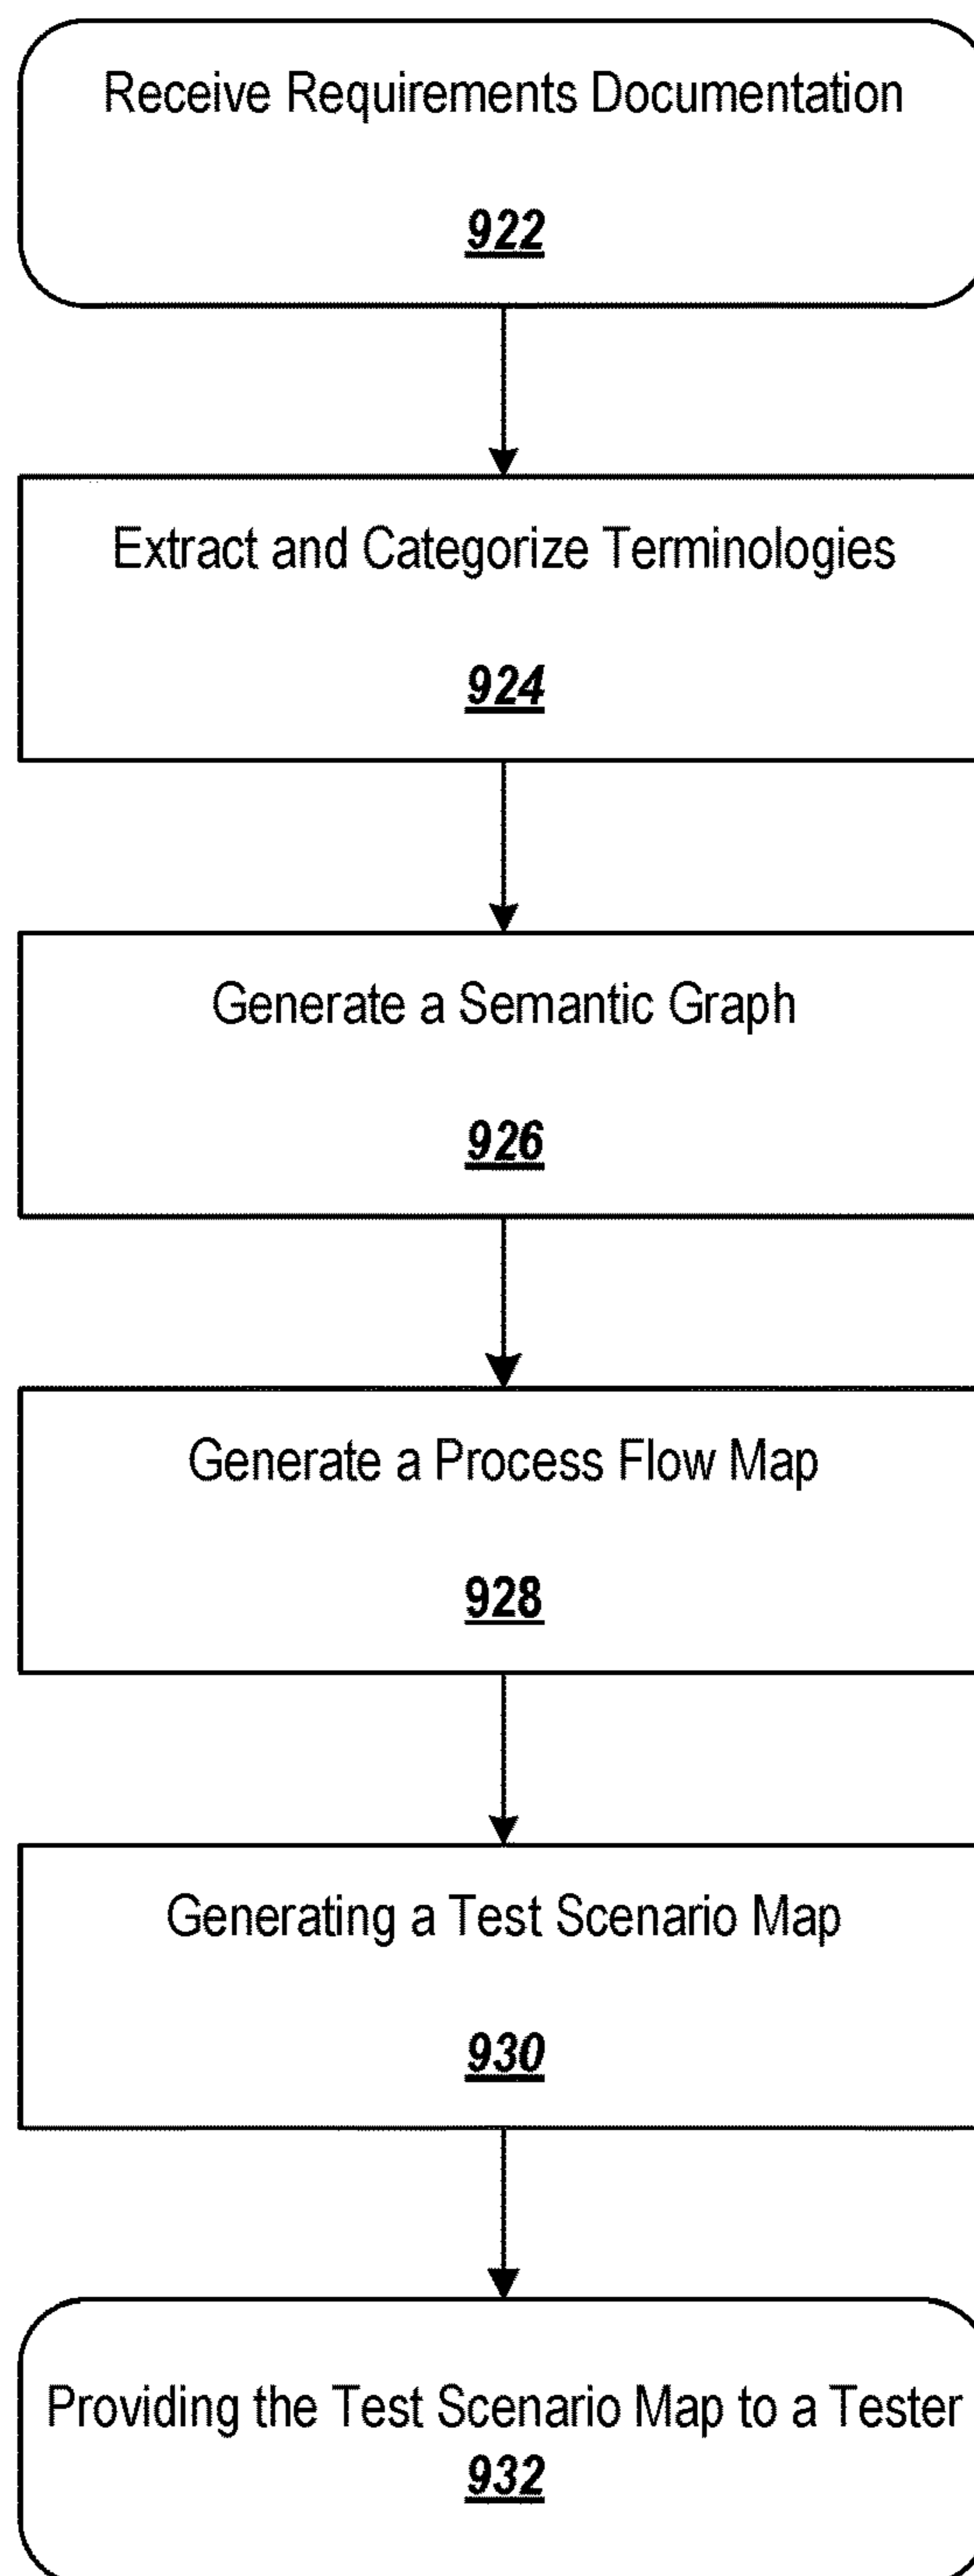 Receive Requirements Documentation
922
Extract and Categorize Terminologies
924
Generate a Semantic Graph
926
Generate a Process Flow Map
928
Generating a Test Scenario Map
930
Providing the Test Scenario Map to a Tester
932